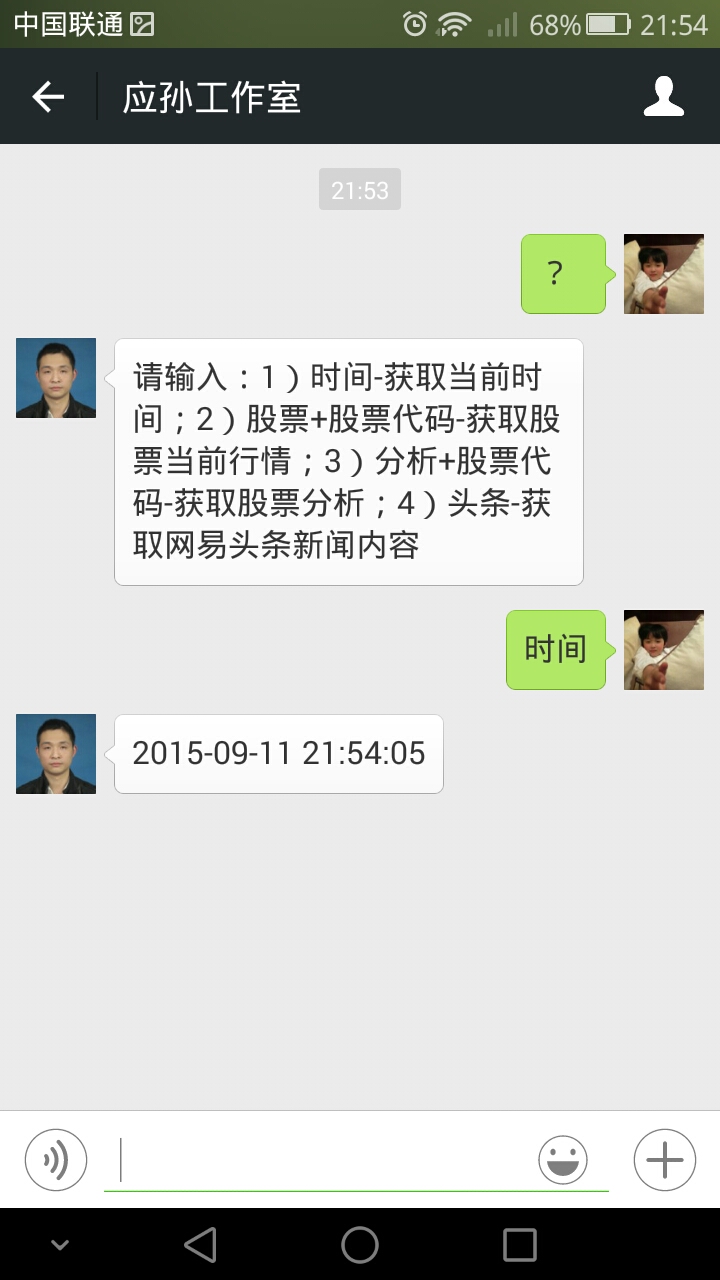 中国联通 68% 21:54
应孙工作室
21:53
?
请输入：1）时间-获取当前时
间；2）股票+股票代码-获取股
票当前行情；3）分析+股票代
码-获取股票分析；4）头条-获
取网易头条新闻内容
时间
2015-09-11 21:54:05